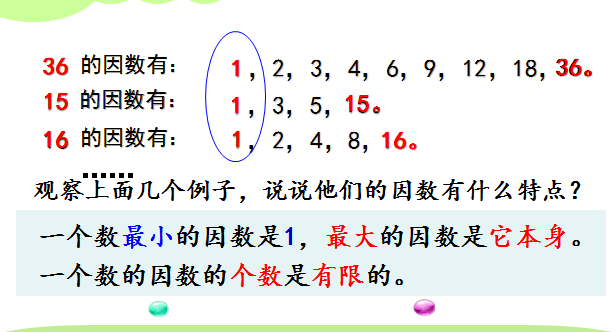 36 的因数有： 1，2，3，4，6，9，12，18，36。
15 的因数有： 1，3，5，15。
16 的因数有： 1，2，4，8，16。
观察上面几个例子，说说他们的因数有什么特点？
一个数最小的因数是1，最大的因数是它本身。
一个数的因数的个数是有限的。